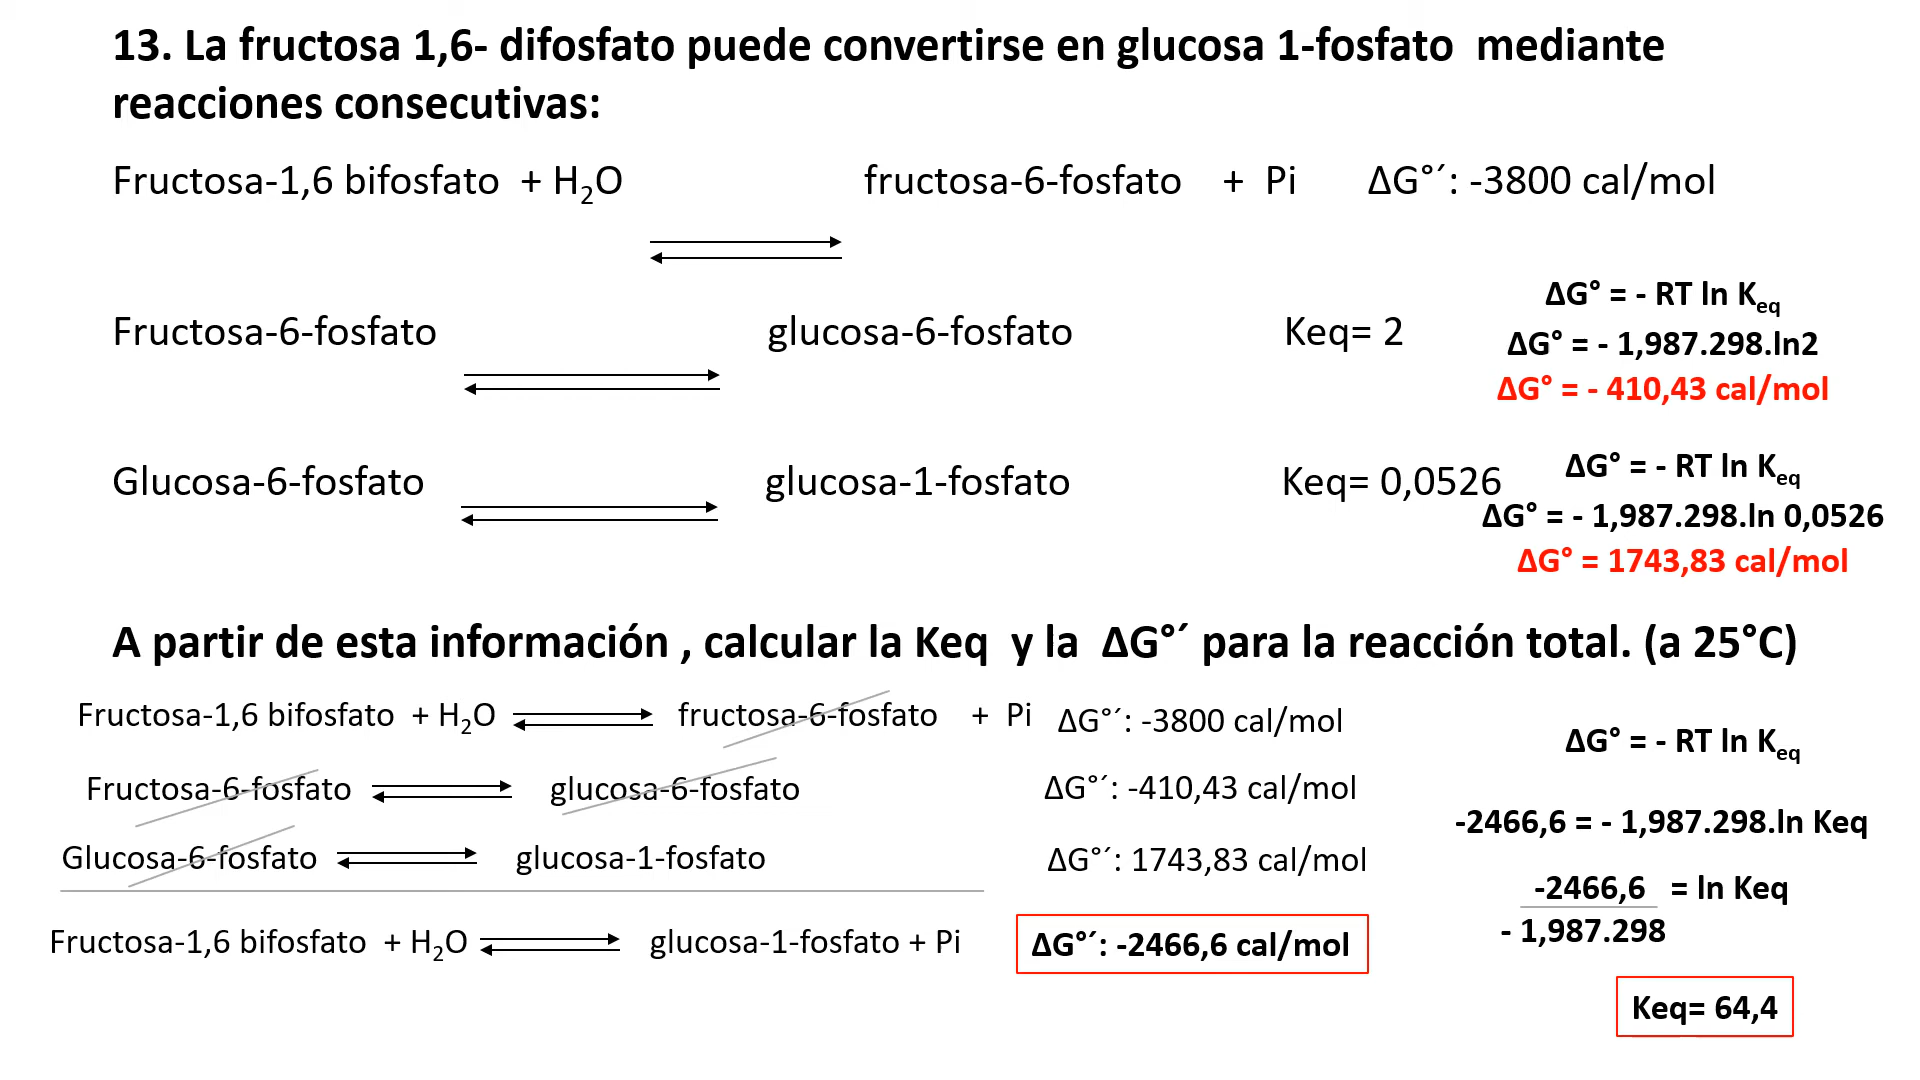 13. La fructosa 1,6- difosfato puede convertirse en glucosa 1-fosfato mediante
reacciones consecutivas:
Fructosa-1,6 bifosfato + H₂O fructosa-6-fosfato + Pi ΔG°´: -3800 cal/mol
ΔG° = - RT ln Keq
Fructosa-6-fosfato glucosa-6-fosfato Keq= 2
ΔG° = - 1,987.298.ln2
ΔG° = - 410,43 cal/mol
ΔG° = - RT ln Keq
Glucosa-6-fosfato glucosa-1-fosfato Keq= 0,0526
ΔG° = - 1,987.298.ln 0,0526
ΔG° = 1743,83 cal/mol
A partir de esta información , calcular la Keq y la ΔG°´ para la reacción total. (a 25°C)
Fructosa-1,6 bifosfato + H₂O fructosa-6-fosfato + Pi ΔG°´: -3800 cal/mol
Fructosa-6-fosfato glucosa-6-fosfato ΔG°´: -410,43 cal/mol
Glucosa-6-fosfato glucosa-1-fosfato ΔG°´: 1743,83 cal/mol
Fructosa-1,6 bifosfato + H₂O glucosa-1-fosfato + Pi ΔG°´: -2466,6 cal/mol
ΔG° = - RT ln Keq
-2466,6 = - 1,987.298.ln Keq
-2466,6 = ln Keq
- 1,987.298
Keq= 64,4